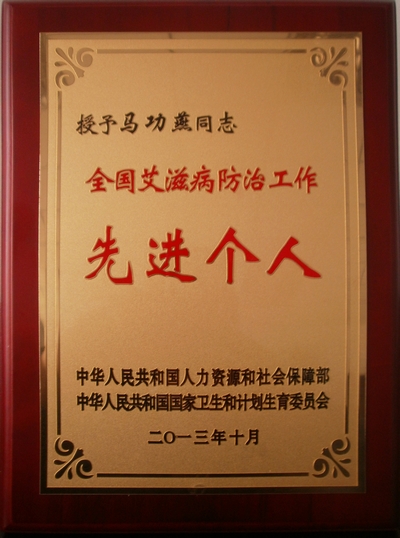 授予马功燕同志
全国艾滋病防治工作
先进个人
中华人民共和国人力资源和社会保障部
中华人民共和国国家卫生和计划生育委员会
二〇一三年十月